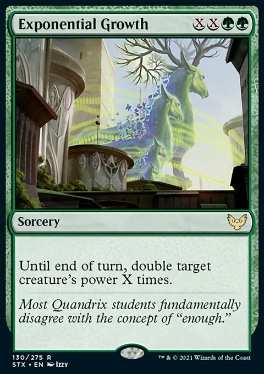 Exponential Growth XX
Sorcery
Until end of turn, double target
creature's power X times.
Most Quandrix students fundamentally
disagree with the concept of "enough."
130/275 R
STX • EN Izzy
™ & © 2021 Wizards of the Coast